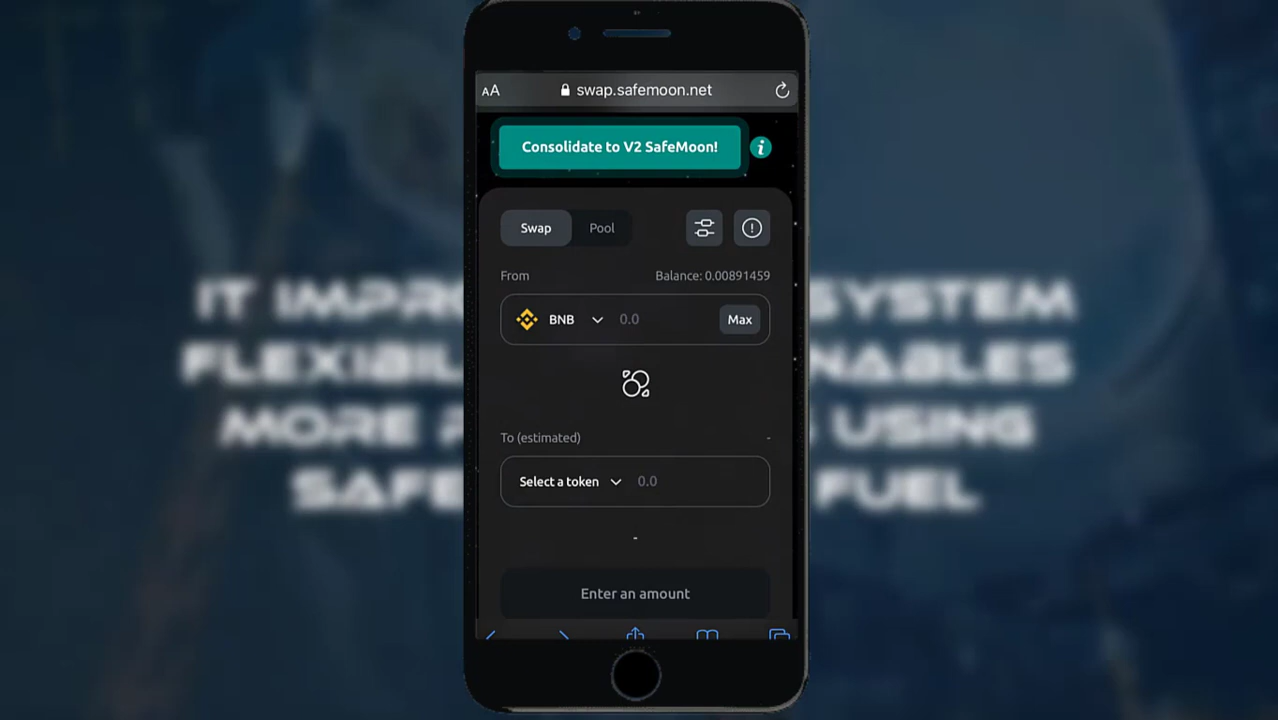 AA swap.safemoon.net
Consolidate to V2 SafeMoon!
i
Swap Pool
From Balance: 0.00891459
BNB 0.0 Max
To (estimated) -
Select a token 0.0
-
Enter an amount
IT IMPRO SYSTEM
FLEXIBIL NABLES
MORE USING
SAFE FUEL